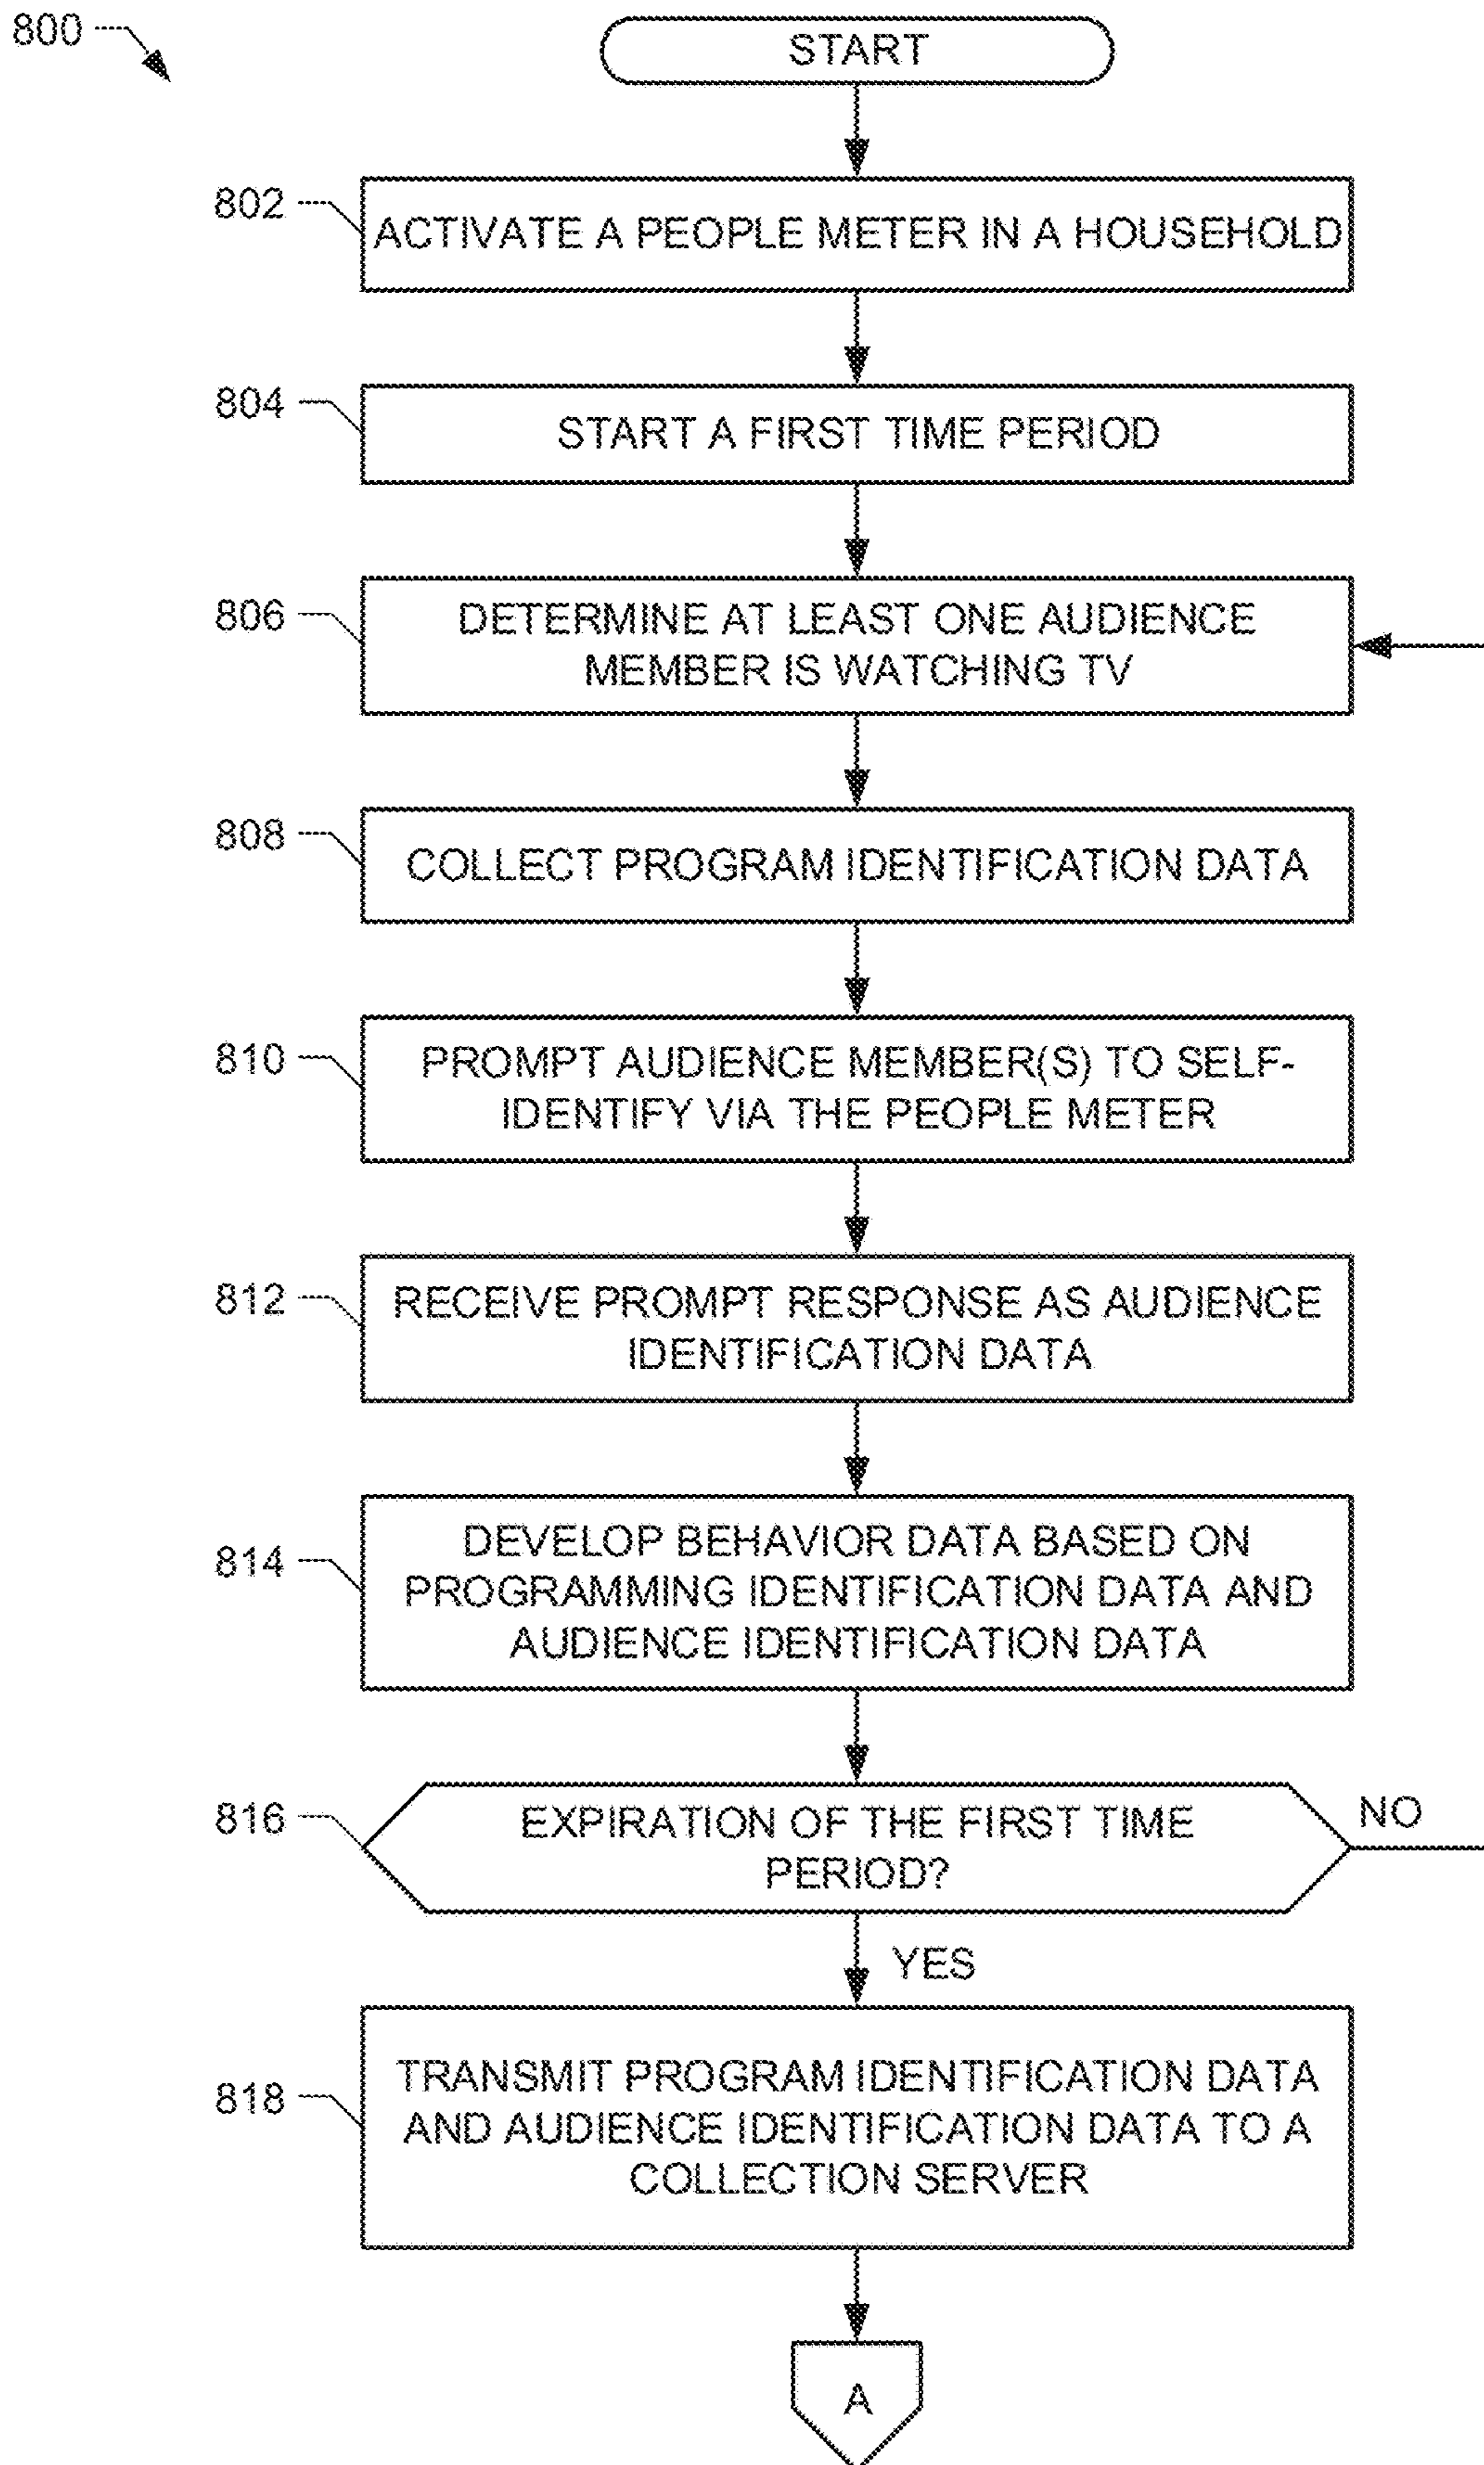 800
START
802
ACTIVATE A PEOPLE METER IN A HOUSEHOLD
804
START A FIRST TIME PERIOD
806
DETERMINE AT LEAST ONE AUDIENCE
MEMBER IS WATCHING TV
808
COLLECT PROGRAM IDENTIFICATION DATA
810
PROMPT AUDIENCE MEMBER(S) TO SELF-
IDENTIFY VIA THE PEOPLE METER
812
RECEIVE PROMPT RESPONSE AS AUDIENCE
IDENTIFICATION DATA
814
DEVELOP BEHAVIOR DATA BASED ON
PROGRAMMING IDENTIFICATION DATA AND
AUDIENCE IDENTIFICATION DATA
816
EXPIRATION OF THE FIRST TIME
PERIOD?
NO
YES
818
TRANSMIT PROGRAM IDENTIFICATION DATA
AND AUDIENCE IDENTIFICATION DATA TO A
COLLECTION SERVER
A